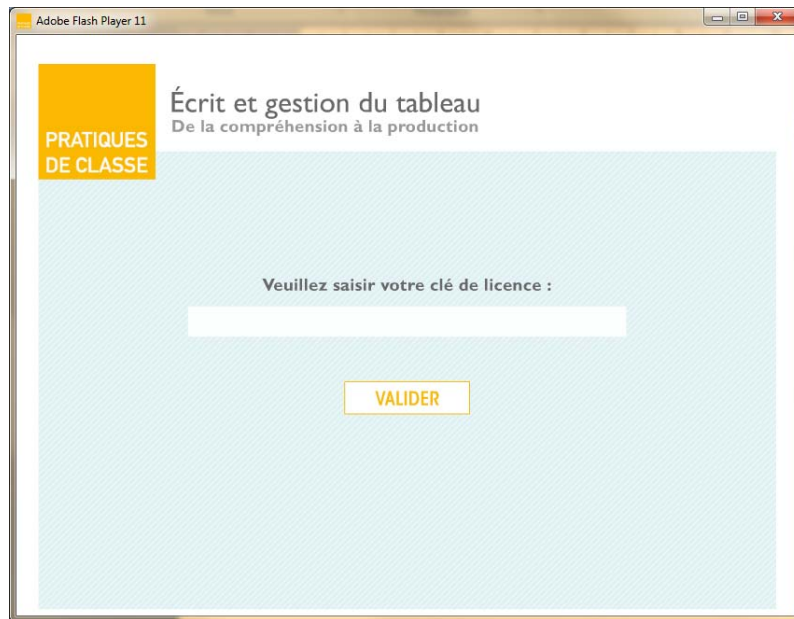 Adobe Flash Player 11
PRATIQUES
DE CLASSE
Écrit et gestion du tableau
De la compréhension à la production
Veuillez saisir votre clé de licence :
VALIDER